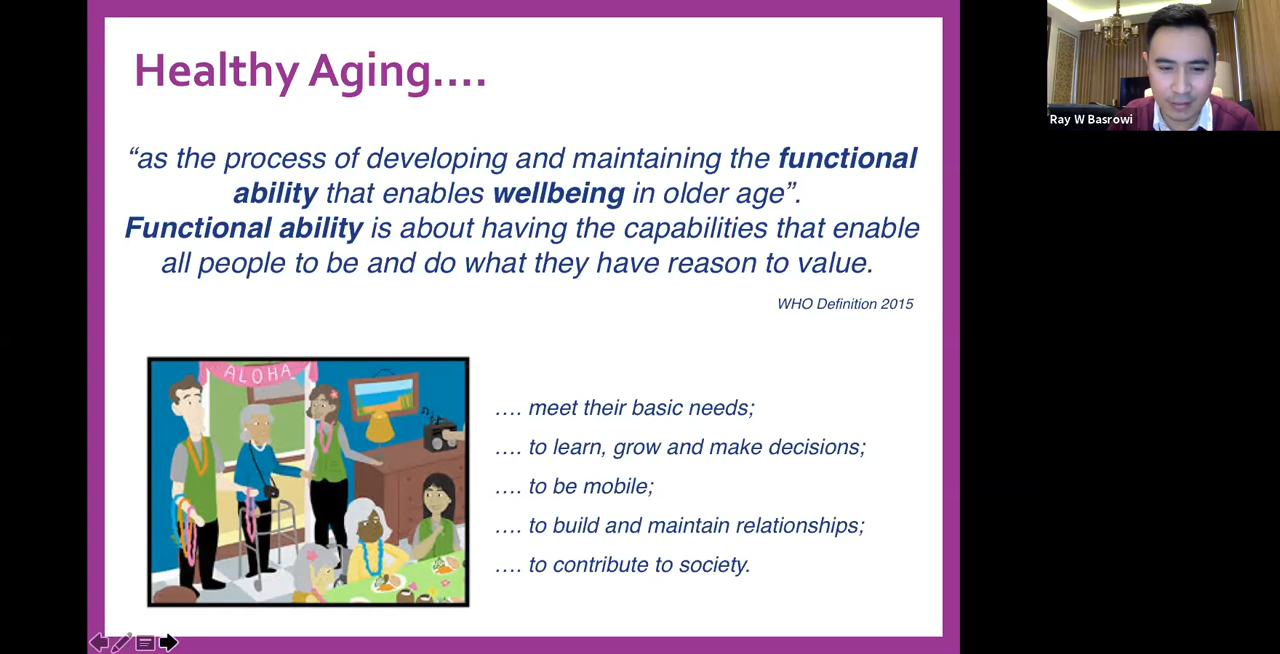 Healthy Aging....
“as the process of developing and maintaining the functional
ability that enables wellbeing in older age”.
Functional ability is about having the capabilities that enable
all people to be and do what they have reason to value.
WHO Definition 2015
ALOHA
.... meet their basic needs;
.... to learn, grow and make decisions;
.... to be mobile;
.... to build and maintain relationships;
.... to contribute to society.
Ray W Basrowi